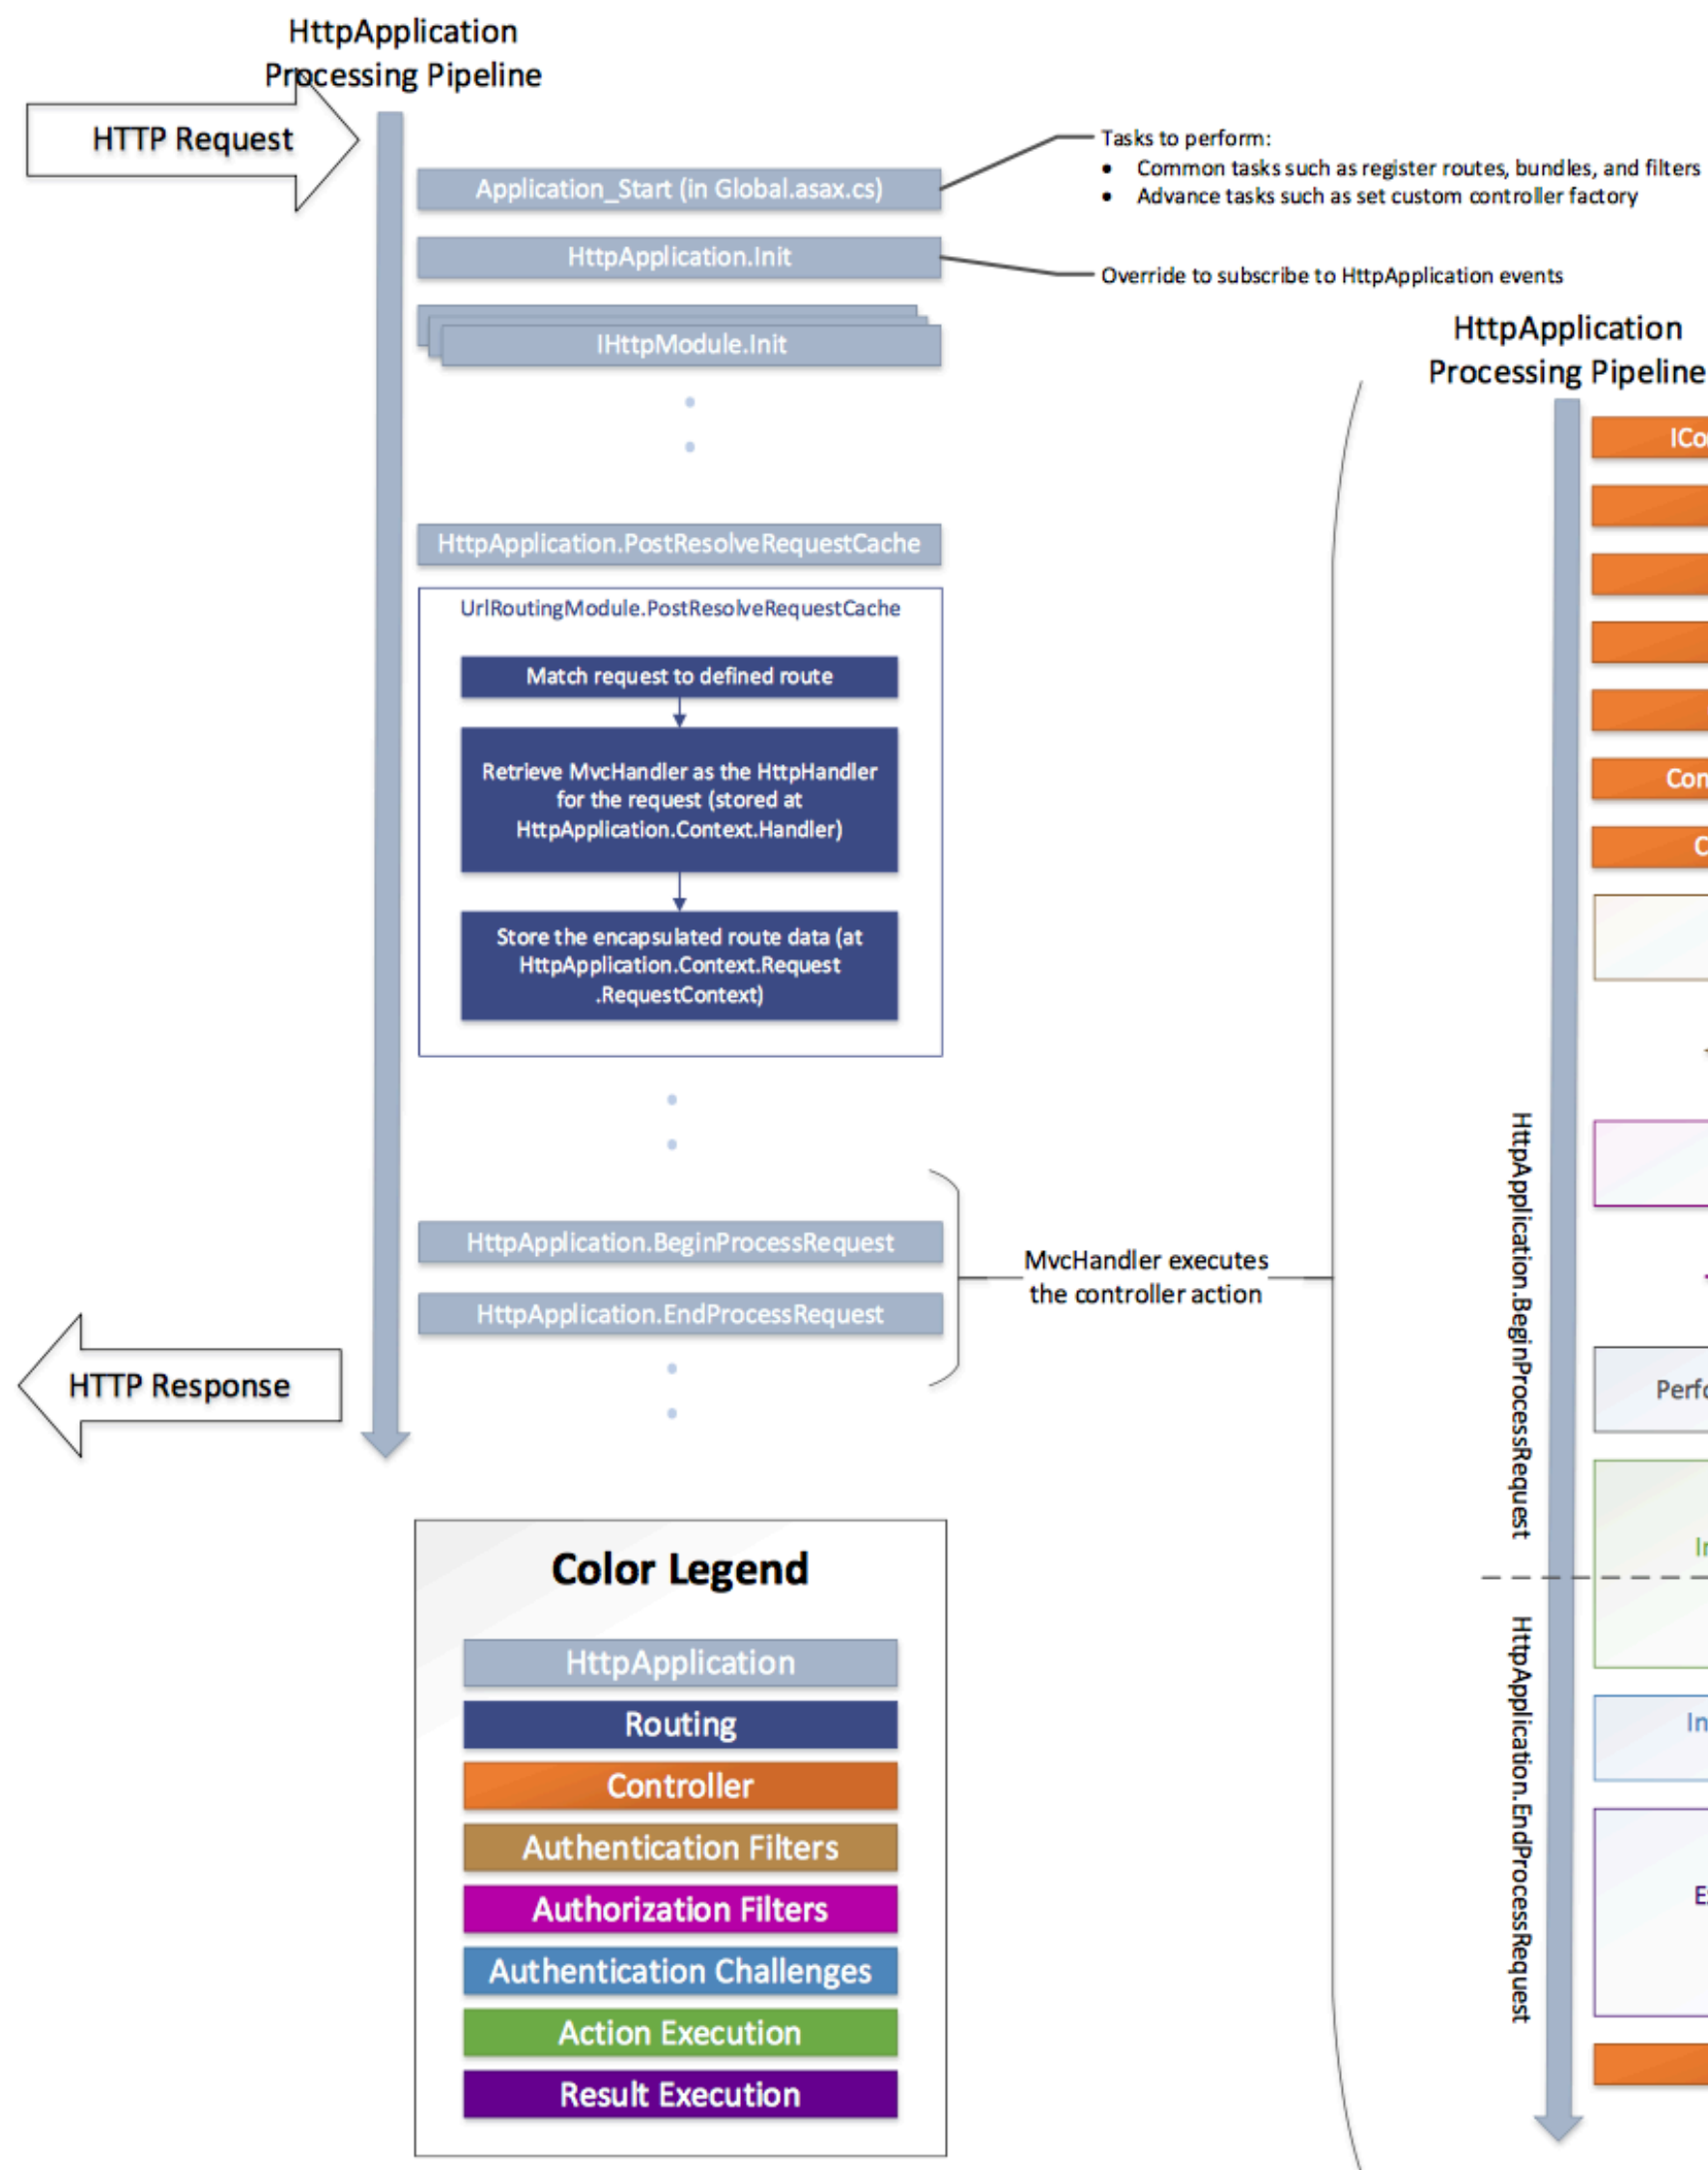 HttpApplication
Processing Pipeline
HTTP Request
Application_Start (in Global.asax.cs)
Tasks to perform:
• Common tasks such as register routes, bundles, and filters
• Advance tasks such as set custom controller factory
HttpApplication.Init
Override to subscribe to HttpApplication events
IHttpModule.Init
HttpApplication.PostResolveRequestCache
UrlRoutingModule.PostResolveRequestCache
Match request to defined route
Retrieve MvcHandler as the HttpHandler
for the request (stored at
HttpApplication.Context.Handler)
Store the encapsulated route data (at
HttpApplication.Context.Request
.RequestContext)
HttpApplication.BeginProcessRequest
HttpApplication.EndProcessRequest
MvcHandler executes
the controller action
HTTP Response
Color Legend
HttpApplication
Routing
Controller
Authentication Filters
Authorization Filters
Authentication Challenges
Action Execution
Result Execution
HttpApplication
Processing Pipeline
HttpApplication.BeginProcessRequest
HttpApplication.EndProcessRequest